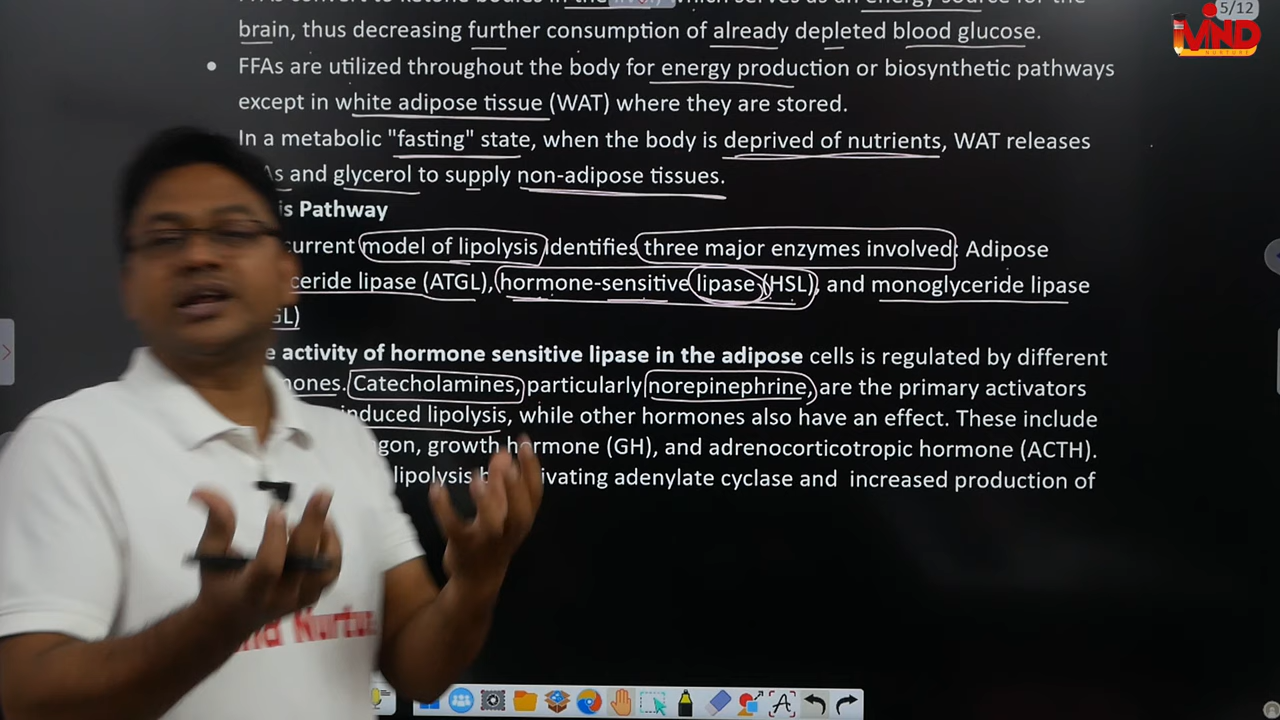 5/12
MIND
NURTURE
brain, thus decreasing further consumption of already depleted blood glucose.
• FFAs are utilized throughout the body for energy production or biosynthetic pathways
except in white adipose tissue (WAT) where they are stored.
In a metabolic "fasting" state, when the body is deprived of nutrients, WAT releases
and glycerol to supply non-adipose tissues.
is Pathway
current model of lipolysis identifies three major enzymes involved: Adipose
ceride lipase (ATGL), hormone-sensitive lipase (HSL), and monoglyceride lipase
GL)
activity of hormone sensitive lipase in the adipose cells is regulated by different
mones. Catecholamines, particularly norepinephrine, are the primary activators
induced lipolysis, while other hormones also have an effect. These include
gon, growth hormone (GH), and adrenocorticotropic hormone (ACTH).
lipolysis ivating adenylate cyclase and increased production of
Nurtu